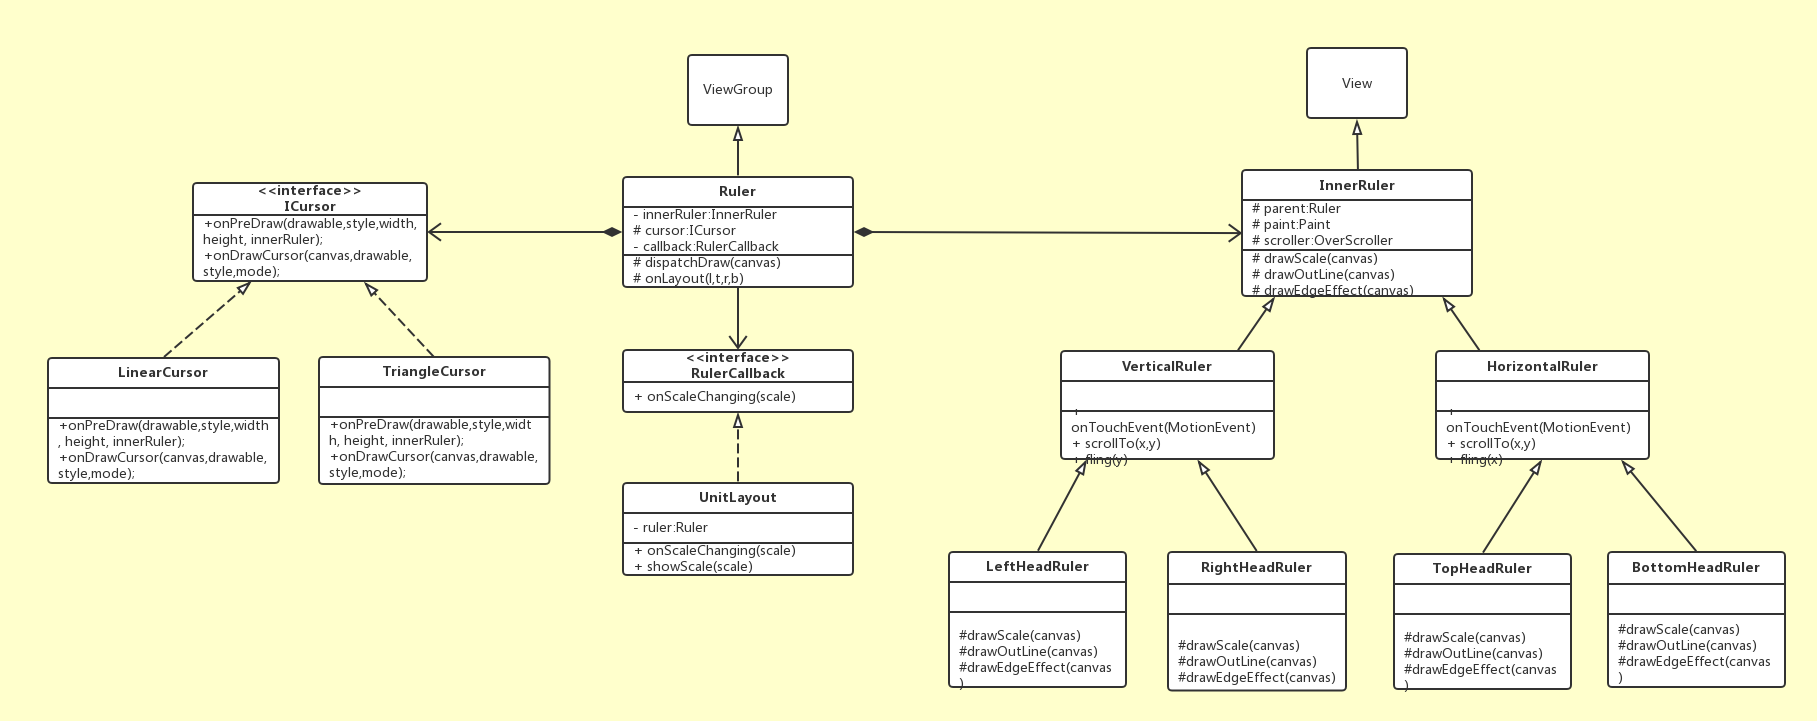 ViewGroup
View
<<interface>>
ICursor
+onPreDraw(drawable,style,width,
height, innerRuler);
+onDrawCursor(canvas,drawable,
style,mode);
Ruler
- innerRuler:InnerRuler
# cursor:ICursor
- callback:RulerCallback
# dispatchDraw(canvas)
# onLayout(l,t,r,b)
InnerRuler
# parent:Ruler
# paint:Paint
# scroller:OverScroller
# drawScale(canvas)
# drawOutLine(canvas)
# drawEdgeEffect(canvas)
LinearCursor
+onPreDraw(drawable,style,width
, height, innerRuler);
+onDrawCursor(canvas,drawable,
style,mode);
TriangleCursor
+onPreDraw(drawable,style,widt
h, height, innerRuler);
+onDrawCursor(canvas,drawable,
style,mode);
<<interface>>
RulerCallback
+ onScaleChanging(scale)
UnitLayout
- ruler:Ruler
+ onScaleChanging(scale)
+ showScale(scale)
VerticalRuler
+
onTouchEvent(MotionEvent)
+ scrollTo(x,y)
+ fling(y)
HorizontalRuler
+
onTouchEvent(MotionEvent)
+ scrollTo(x,y)
+ fling(x)
LeftHeadRuler
#drawScale(canvas)
#drawOutLine(canvas)
#drawEdgeEffect(canvas
)
RightHeadRuler
#drawScale(canvas)
#drawOutLine(canvas)
#drawEdgeEffect(canvas)
TopHeadRuler
#drawScale(canvas)
#drawOutLine(canvas)
#drawEdgeEffect(canvas
)
BottomHeadRuler
#drawScale(canvas)
#drawOutLine(canvas)
#drawEdgeEffect(canvas
)